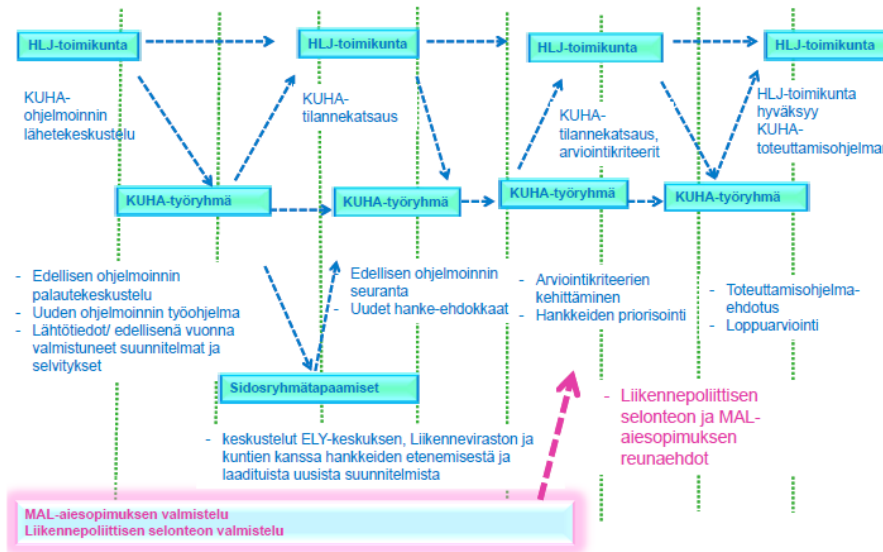 HLJ-toimikunta
HLJ-toimikunta
HLJ-toimikunta
HLJ-toimikunta
KUHA-
ohjelmoinnin
lähetekeskustelu
KUHA-
tilannekatsaus
KUHA-
tilannekatsaus,
arviointikriteerit
HLJ-toimikunta
hyväksyy
KUHA-
toteuttamisohjelman
KUHA-työryhmä
KUHA-työryhmä
KUHA-työryhmä
KUHA-työryhmä
- Edellisen ohjelmoinnin
palautekeskustelu
- Uuden ohjelmoinnin työohjelma
- Lähtötiedot/ edellisenä vuonna
valmistuneet suunnitelmat ja
selvitykset
- Edellisen ohjelmoinnin
seuranta
- Uudet hanke-ehdokkaat
- Arviointikriteerien
kehittäminen
- Hankkeiden priorisointi
- Toteuttamisohjelma-
ehdotus
- Loppuarviointi
Sidosryhmätapaamiset
- keskustelut ELY-keskuksen, Liikenneviraston ja
kuntien kanssa hankkeiden etenemisestä ja
laadituista uusista suunnitelmista
- Liikennepoliittisen
selonteon ja MAL-
aiesopimuksen
reunaehdot
MAL-aiesopimuksen valmistelu
Liikennepoliittisen selonteon valmistelu